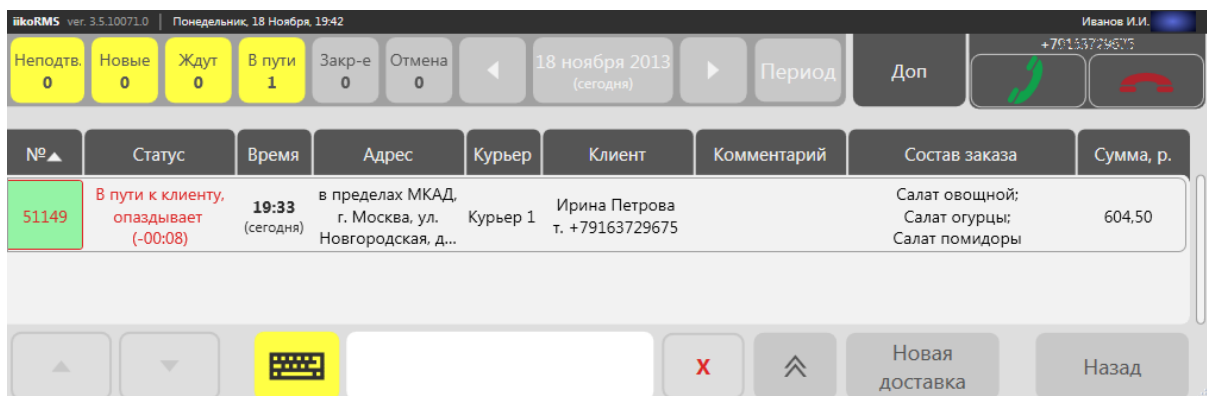 iikoRMS ver. 3.5.10071.0 | Понедельник, 18 Ноября, 19:42 Иванов И.И.
Неподтв. Новые Ждут В пути Закр-е Отмена 18 ноября 2013 Период Доп
0 0 0 1 0 0 (сегодня)
№ Статус Время Адрес Курьер Клиент Комментарий Состав заказа Сумма, р.
В пути к клиенту, в пределах МКАД, Салат овощной;
51149 опаздывает 19:33 г. Москва, ул. Курьер 1 Ирина Петрова Салат огурцы; 604,50
(-00:08) (сегодня) Новгородская, д... т. +79163729675 Салат помидоры
X Новая Назад
доставка